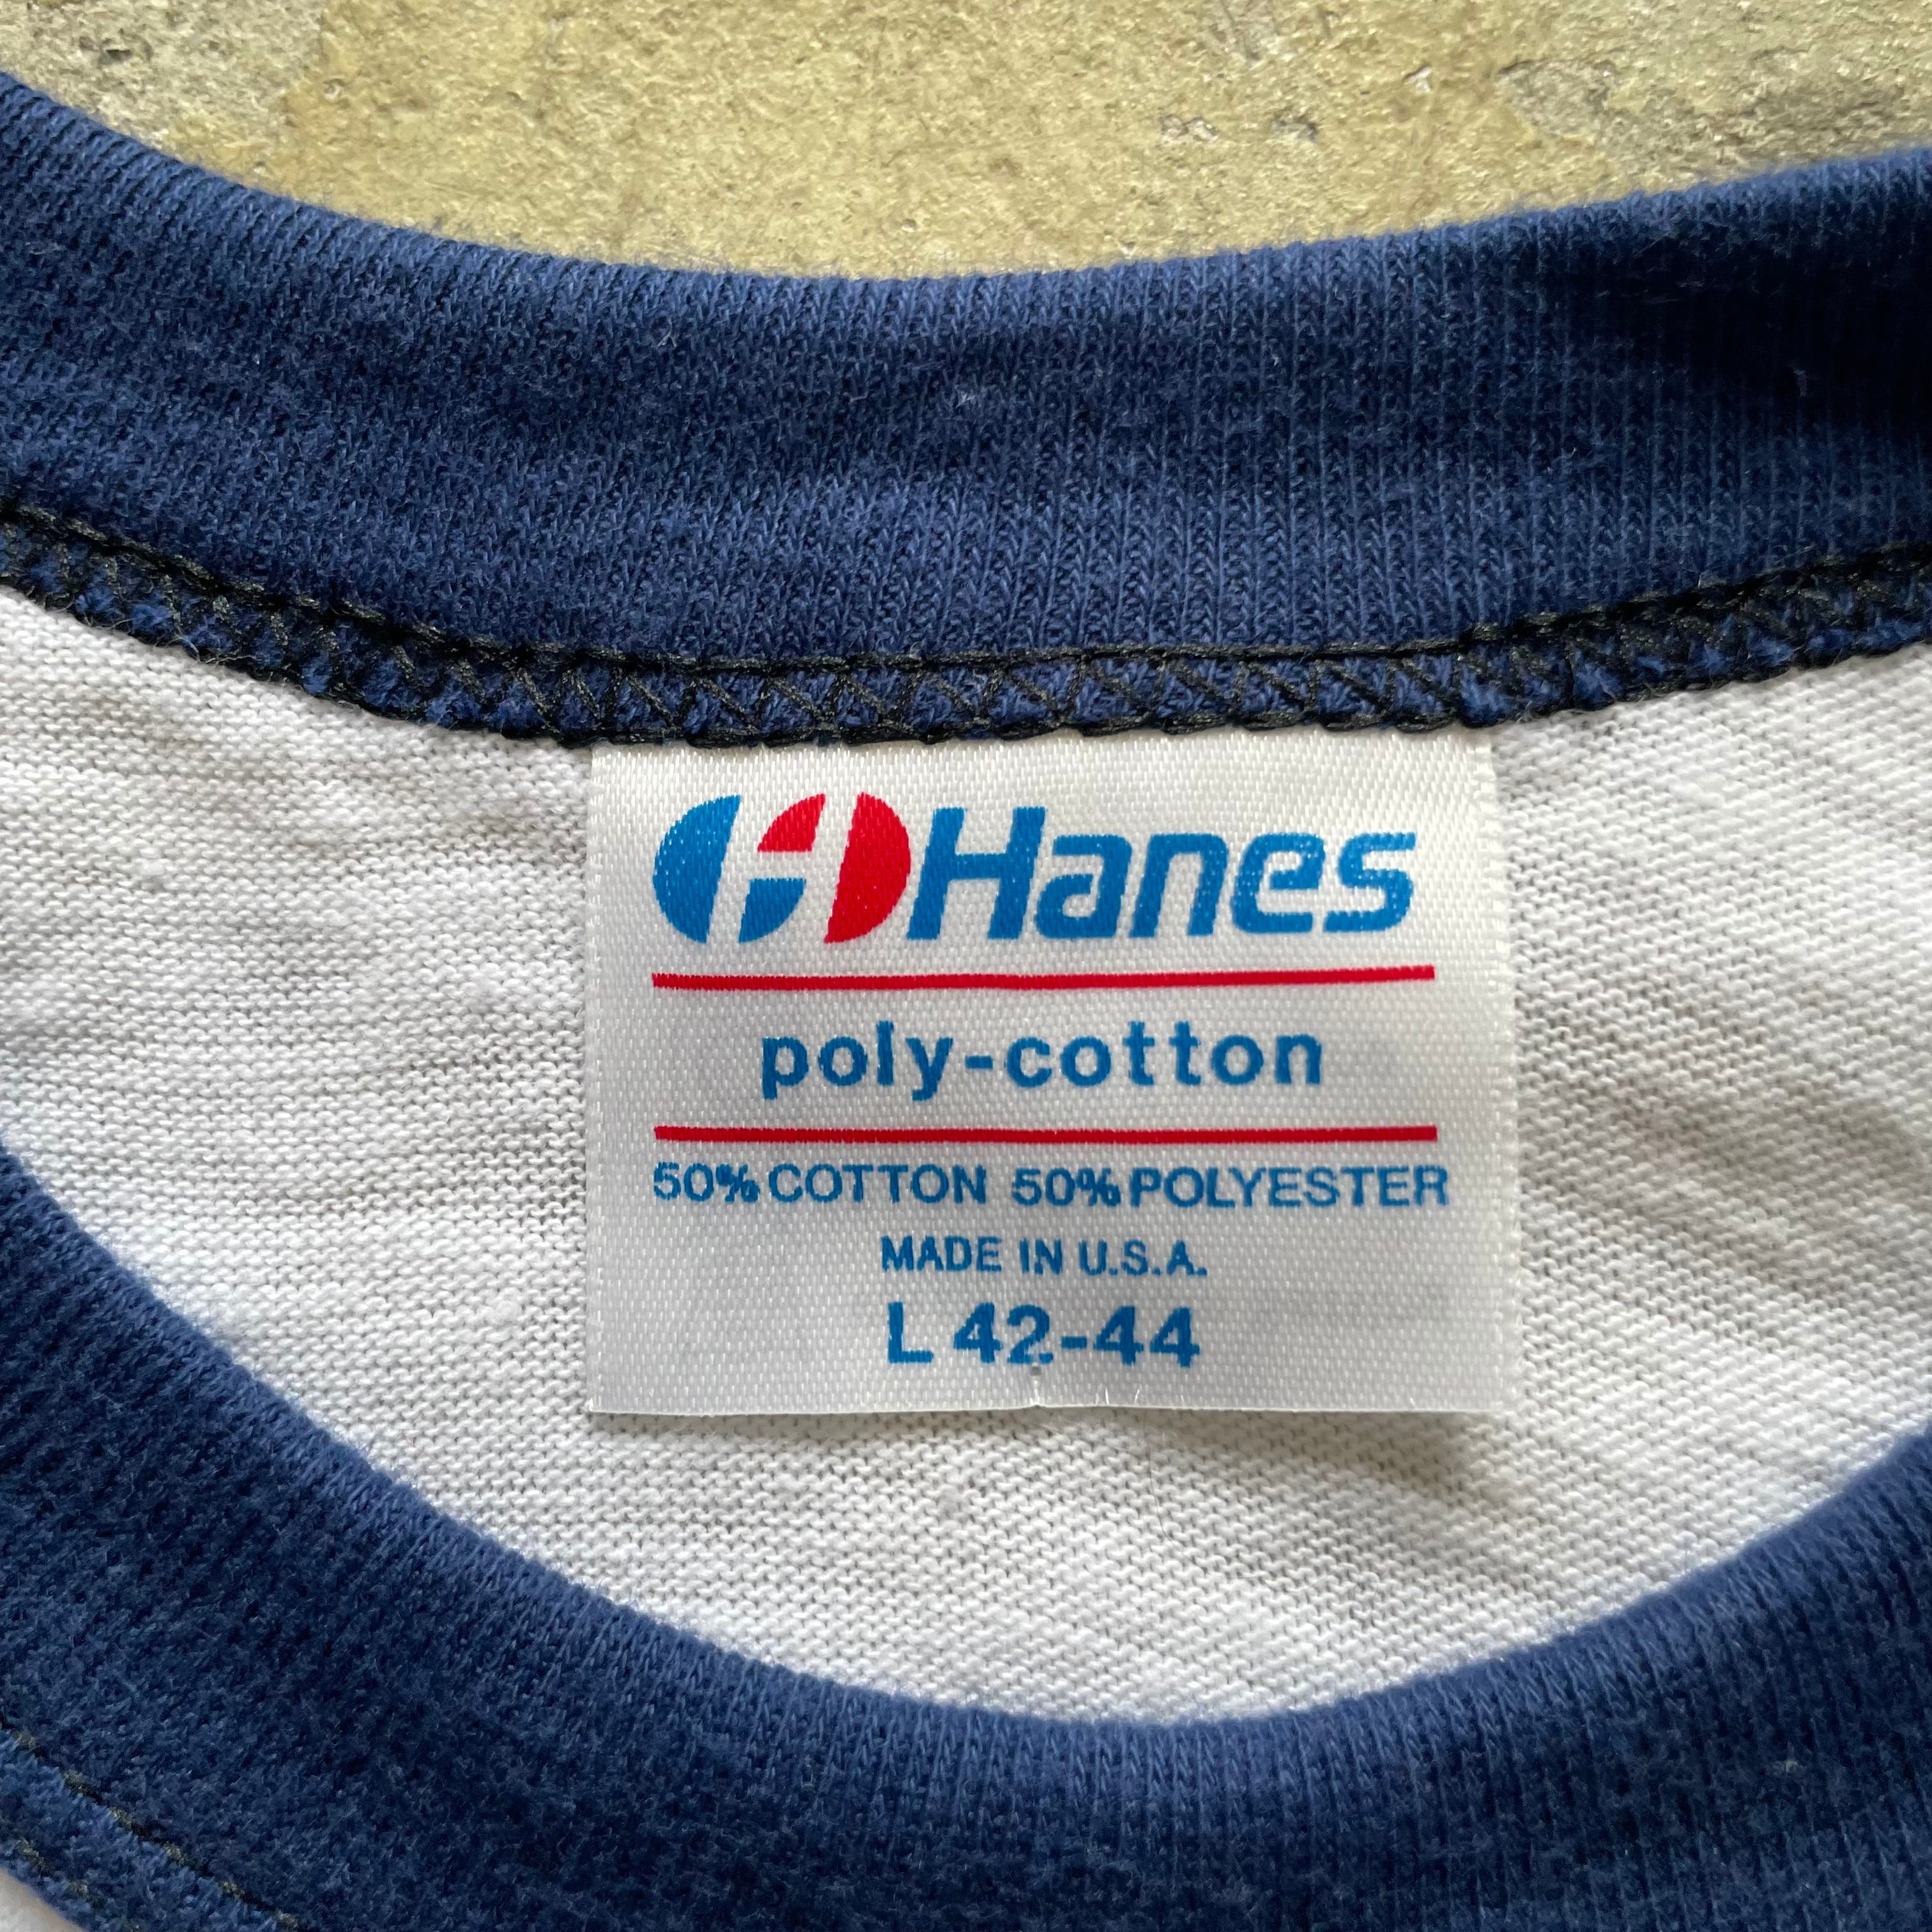 Hanes
poly-cotton
50% COTTON 50% POLYESTER
MADE IN U.S.A.
L 42-44